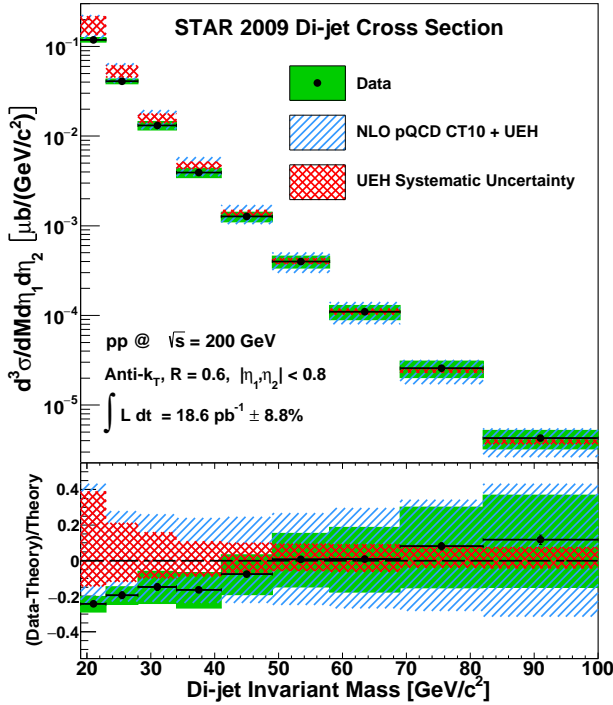 STAR 2009 Di-jet Cross Section
Data
NLO pQCD CT10 + UEH
UEH Systematic Uncertainty
d³σ/dMdη₁dη₂ [μb/(GeV/c²)]
10⁻¹
10⁻²
10⁻³
10⁻⁴
10⁻⁵
pp @ √s = 200 GeV
Anti-k_T, R = 0.6, |η₁,η₂| < 0.8
∫ L dt = 18.6 pb⁻¹ ± 8.8%
(Data-Theory)/Theory
0.4
0.2
0
−0.2
−0.4
20 30 40 50 60 70 80 90 100
Di-jet Invariant Mass [GeV/c²]